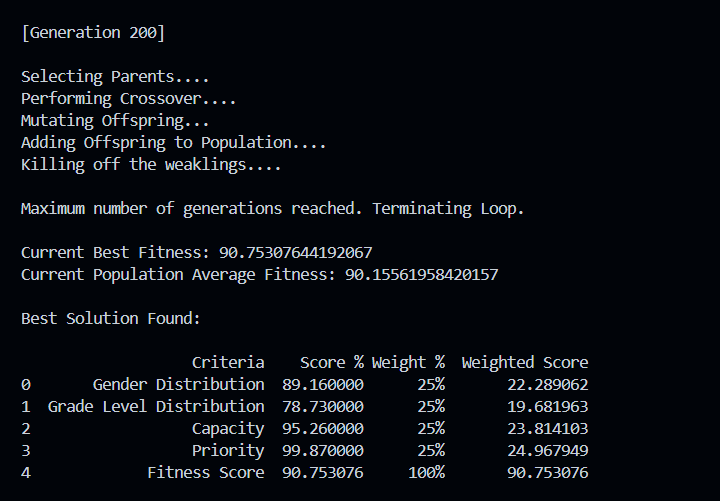 [Generation 200]
Selecting Parents....
Performing Crossover....
Mutating Offspring...
Adding Offspring to Population....
Killing off the weaklings....
Maximum number of generations reached. Terminating Loop.
Current Best Fitness: 90.75307644192067
Current Population Average Fitness: 90.15561958420157
Best Solution Found:
Criteria Score % Weight % Weighted Score
0 Gender Distribution 89.160000 25% 22.289062
1 Grade Level Distribution 78.730000 25% 19.681963
2 Capacity 95.260000 25% 23.814103
3 Priority 99.870000 25% 24.967949
4 Fitness Score 90.753076 100% 90.753076